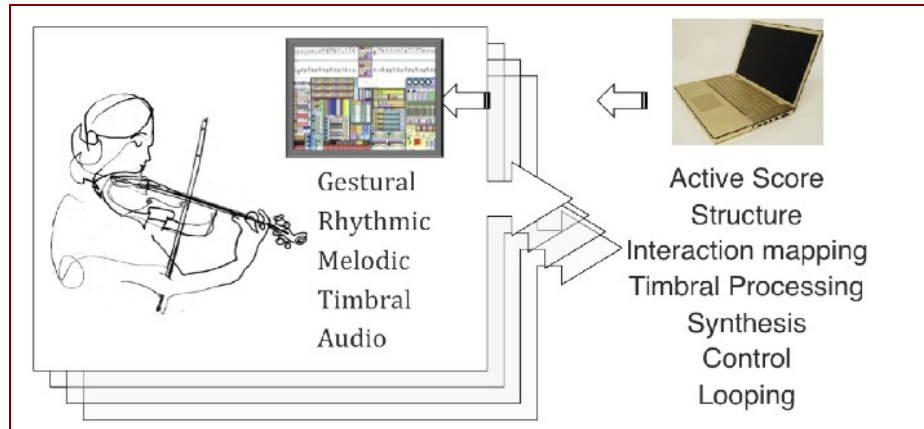 Gestural
Rhythmic
Melodic
Timbral
Audio
Active Score
Structure
Interaction mapping
Timbral Processing
Synthesis
Control
Looping